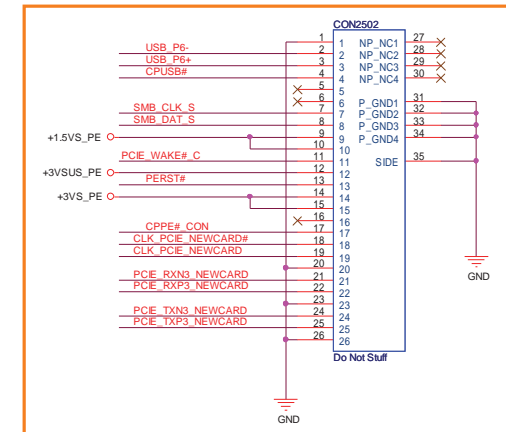 CON2502
1 1 NP_NC1 27
USB_P6- 2 2 NP_NC2 28
USB_P6+ 3 3 NP_NC3 29
CPUSB# 4 4 NP_NC4 30
5 5
6 6 P_GND1 31
SMB_CLK_S 7 7 P_GND2 32
SMB_DAT_S 8 8 P_GND3 33
+1.5VS_PE 9 9 P_GND4 34
10 10
PCIE_WAKE#_C 11 11 SIDE 35
+3VSUS_PE 12 12
PERST# 13 13
+3VS_PE 14 14
15 15
16 16
CPPE#_CON 17 17
CLK_PCIE_NEWCARD# 18 18
CLK_PCIE_NEWCARD 19 19
20 20
PCIE_RXN3_NEWCARD 21 21
PCIE_RXP3_NEWCARD 22 22
23 23
PCIE_TXN3_NEWCARD 24 24
PCIE_TXP3_NEWCARD 25 25
26 26
Do Not Stuff
GND
GND